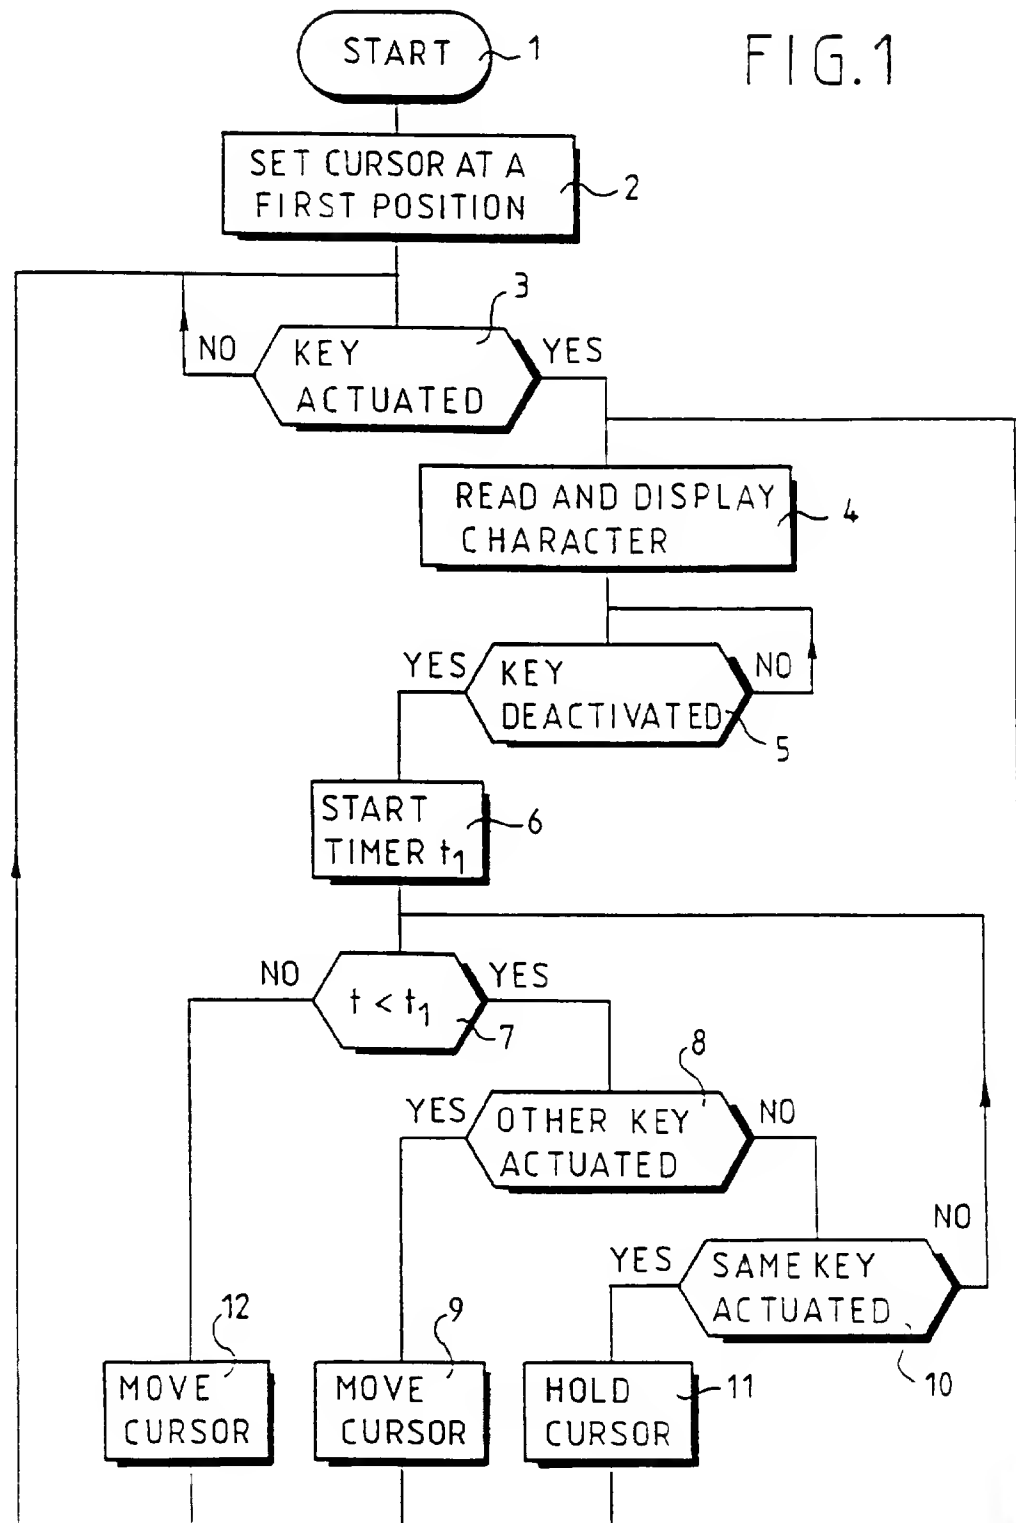 FIG.1
START
1
SET CURSOR AT A
FIRST POSITION
2
3
NO
KEY
ACTUATED
YES
READ AND DISPLAY
CHARACTER
4
YES
KEY
DEACTIVATED
NO
5
START
TIMER t1
6
NO
t < t1
YES
7
8
YES
OTHER KEY
ACTUATED
NO
NO
YES
SAME KEY
ACTUATED
10
12
MOVE
CURSOR
9
MOVE
CURSOR
HOLD
CURSOR
11